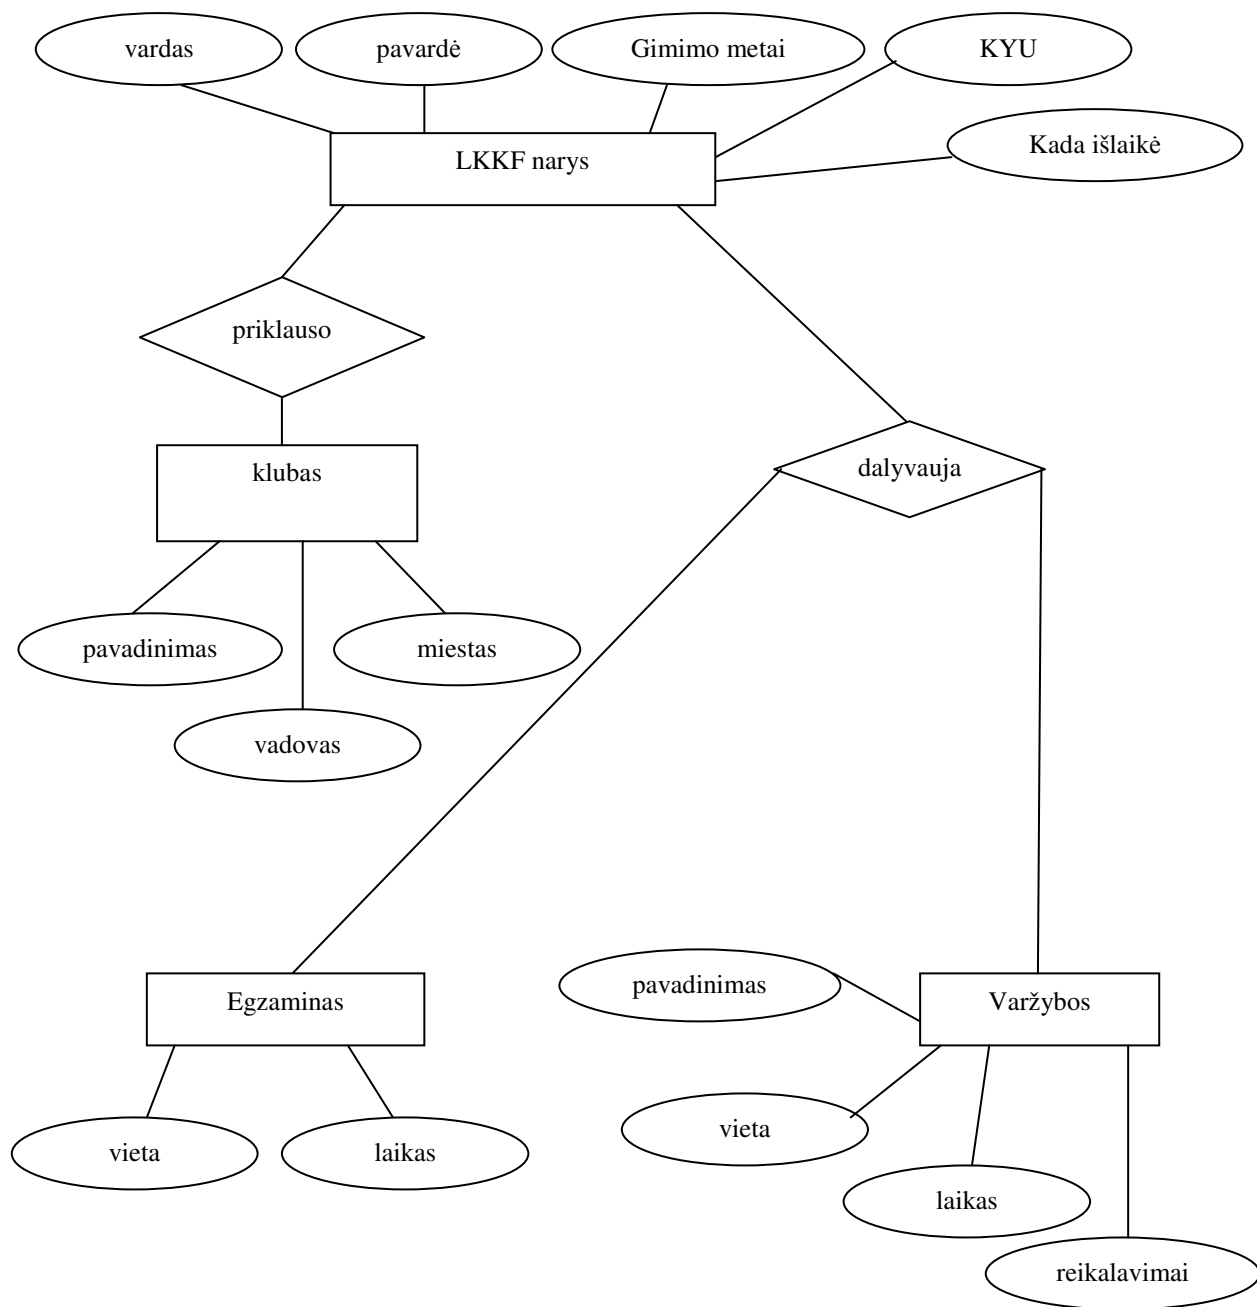 vardas
pavardė
Gimimo metai
KYU
Kada išlaikė
LKKF narys
priklauso
klubas
dalyvauja
pavadinimas
miestas
vadovas
Egzaminas
pavadinimas
Varžybos
vieta
laikas
vieta
laikas
reikalavimai